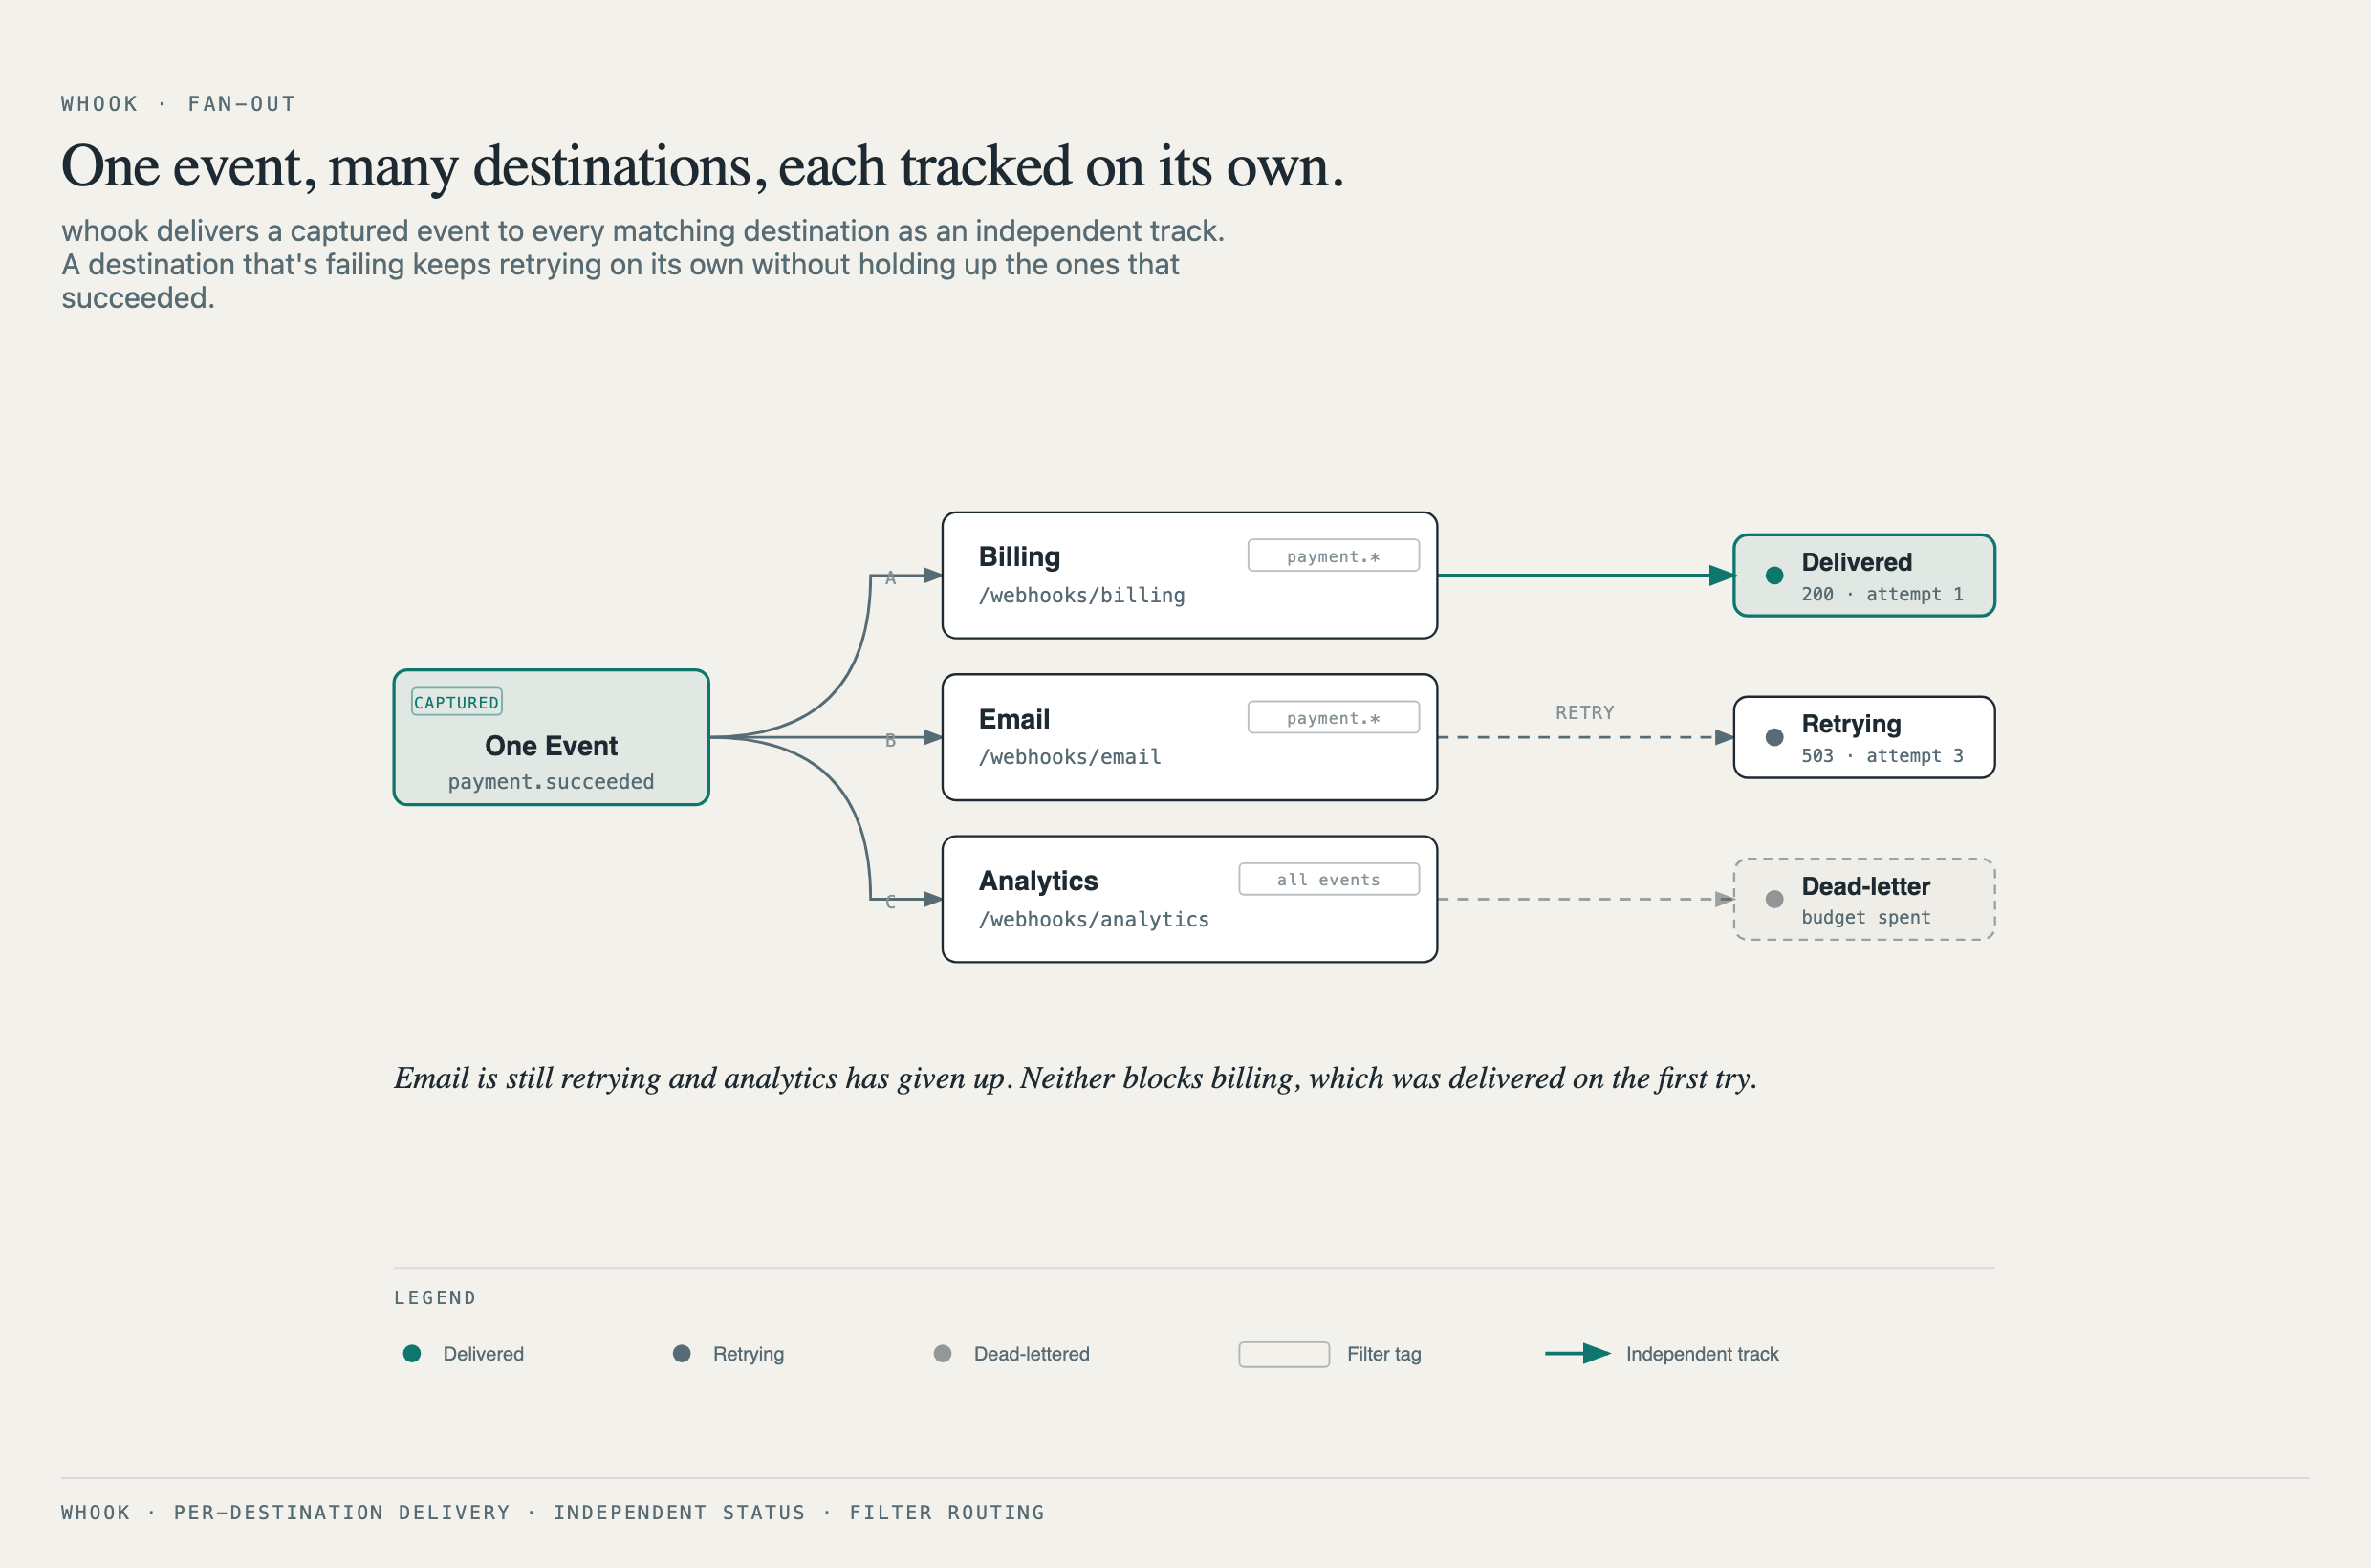 WHOOK · FAN-OUT
One event, many destinations, each tracked on its own.
whook delivers a captured event to every matching destination as an independent track.
A destination that's failing keeps retrying on its own without holding up the ones that
succeeded.
CAPTURED
One Event
payment.succeeded
A
B
C
Billing
payment.*
/webhooks/billing
Delivered
200 · attempt 1
Email
payment.*
/webhooks/email
RETRY
Retrying
503 · attempt 3
Analytics
all events
/webhooks/analytics
Dead-letter
budget spent
Email is still retrying and analytics has given up. Neither blocks billing, which was delivered on the first try.
LEGEND
Delivered
Retrying
Dead-lettered
Filter tag
Independent track
WHOOK · PER-DESTINATION DELIVERY · INDEPENDENT STATUS · FILTER ROUTING